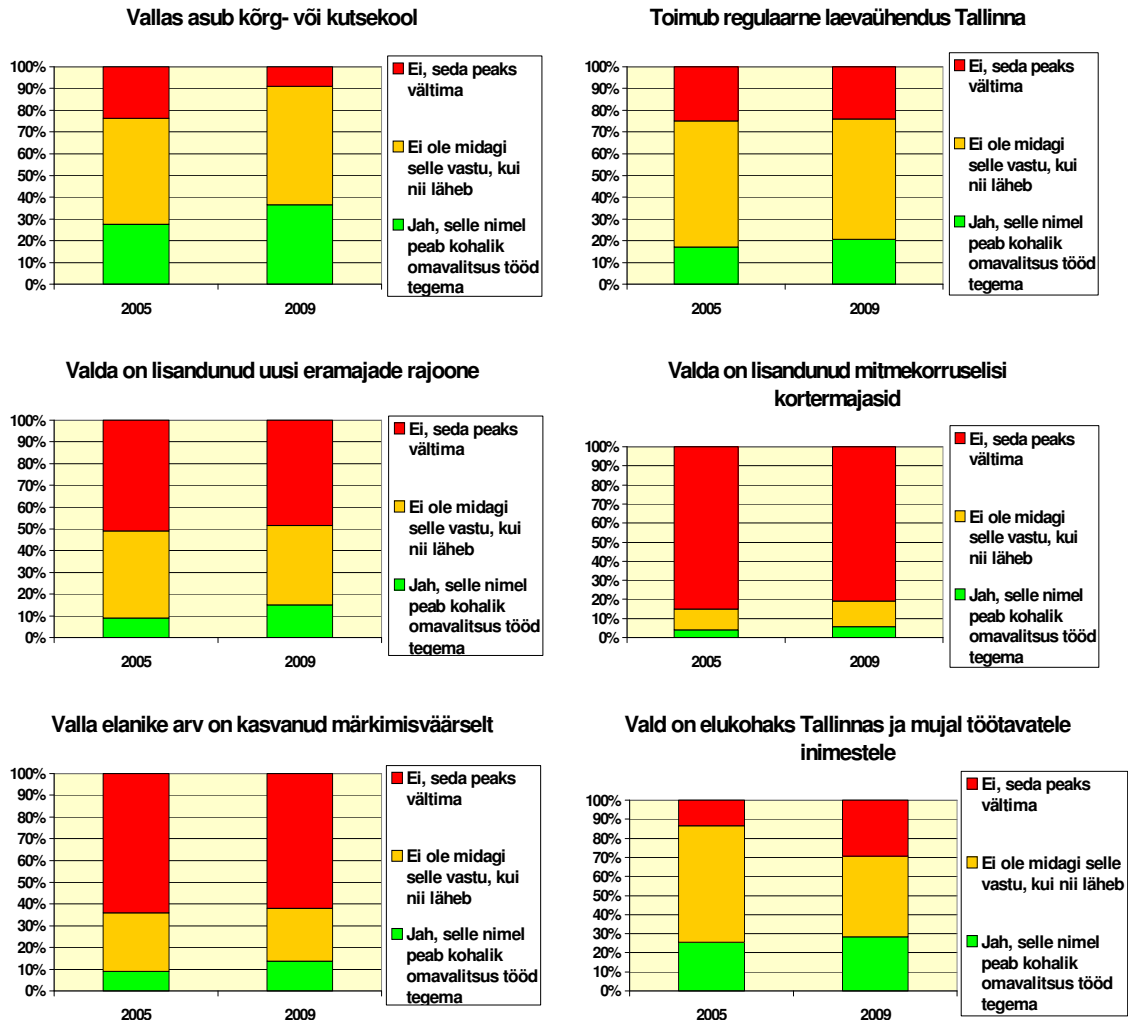 Vallas asub kõrg- või kutsekool
100%
90%
80%
70%
60%
50%
40%
30%
20%
10%
0%
2005
2009
Ei, seda peaks
vältima
Ei ole midagi
selle vastu, kui
nii läheb
Jah, selle nimel
peab kohalik
omavalitsus tööd
tegema
Toimub regulaarne laevaühendus Tallinna
100%
90%
80%
70%
60%
50%
40%
30%
20%
10%
0%
2005
2009
Ei, seda peaks
vältima
Ei ole midagi
selle vastu, kui
nii läheb
Jah, selle nimel
peab kohalik
omavalitsus tööd
tegema
Valda on lisandunud uusi eramajade rajoone
100%
90%
80%
70%
60%
50%
40%
30%
20%
10%
0%
2005
2009
Ei, seda peaks
vältima
Ei ole midagi
selle vastu, kui
nii läheb
Jah, selle nimel
peab kohalik
omavalitsus tööd
tegema
Valda on lisandunud mitmekorruselisi
kortermajasid
100%
90%
80%
70%
60%
50%
40%
30%
20%
10%
0%
2005
2009
Ei, seda peaks
vältima
Ei ole midagi
selle vastu, kui
nii läheb
Jah, selle nimel
peab kohalik
omavalitsus tööd
tegema
Valla elanike arv on kasvanud märkimisväärselt
100%
90%
80%
70%
60%
50%
40%
30%
20%
10%
0%
2005
2009
Ei, seda peaks
vältima
Ei ole midagi
selle vastu, kui
nii läheb
Jah, selle nimel
peab kohalik
omavalitsus tööd
tegema
Vald on elukohaks Tallinnas ja mujal töötavatele
inimestele
100%
90%
80%
70%
60%
50%
40%
30%
20%
10%
0%
2005
2009
Ei, seda peaks
vältima
Ei ole midagi selle
vastu, kui nii läheb
Jah, selle nimel
peab kohalik
omavalitsus tööd
tegema